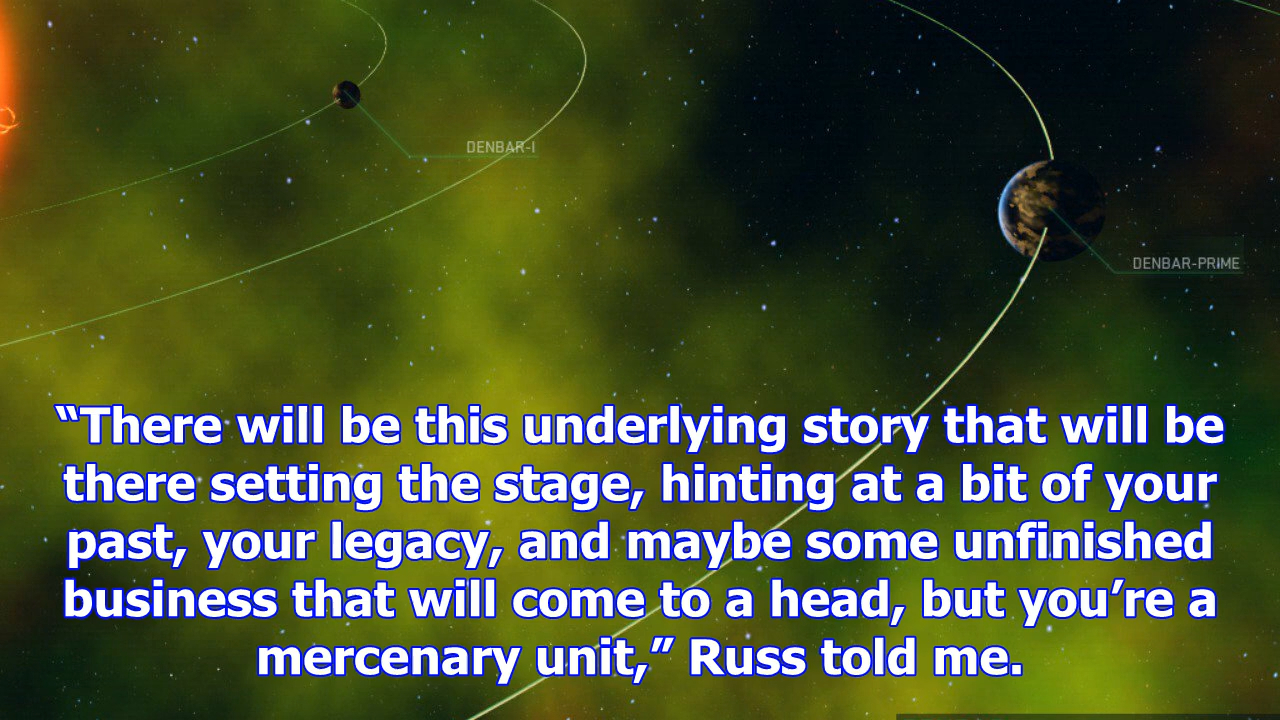 DENBAR-I
DENBAR-PRIME
“There will be this underlying story that will be
there setting the stage, hinting at a bit of your
past, your legacy, and maybe some unfinished
business that will come to a head, but you’re a
mercenary unit,” Russ told me.